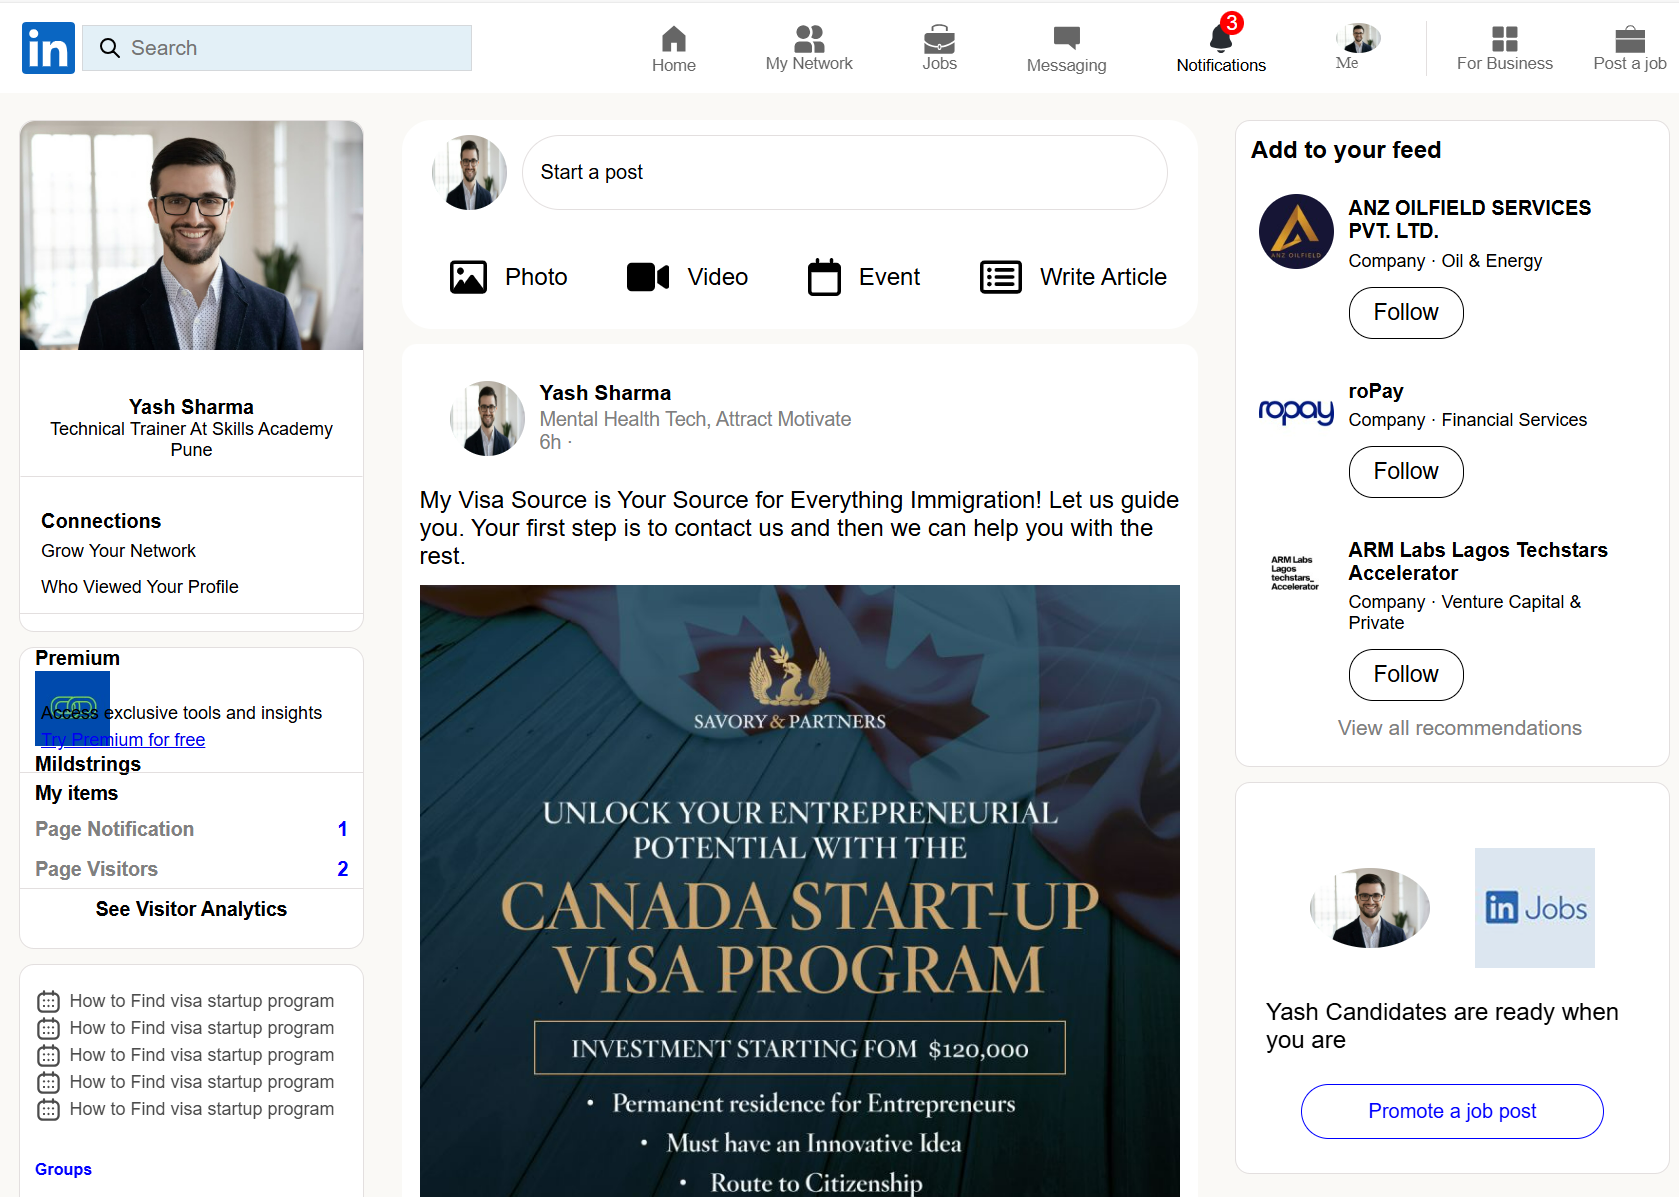 in
Search
Home
My Network
Jobs
Messaging
3
Notifications
Me
For Business
Post a job
Yash Sharma
Technical Trainer At Skills Academy
Pune
Connections
Grow Your Network
Who Viewed Your Profile
Premium
Access exclusive tools and insights
Try Premium for free
Mildstrings
My items
Page Notification 1
Page Visitors 2
See Visitor Analytics
How to Find visa startup program
How to Find visa startup program
How to Find visa startup program
How to Find visa startup program
How to Find visa startup program
Groups
Start a post
Photo
Video
Event
Write Article
Yash Sharma
Mental Health Tech, Attract Motivate
6h ·
My Visa Source is Your Source for Everything Immigration! Let us guide
you. Your first step is to contact us and then we can help you with the
rest.
SAVORY & PARTNERS
UNLOCK YOUR ENTREPRENEURIAL
POTENTIAL WITH THE
CANADA START-UP
VISA PROGRAM
INVESTMENT STARTING FOM $120,000
• Permanent residence for Entrepreneurs
• Must have an Innovative Idea
• Route to Citizenship
Add to your feed
ANZ OILFIELD
ANZ OILFIELD SERVICES
PVT. LTD.
Company · Oil & Energy
Follow
ropay
roPay
Company · Financial Services
Follow
ARM Labs
Lagos
techstars_
Accelerator
ARM Labs Lagos Techstars
Accelerator
Company · Venture Capital &
Private
Follow
View all recommendations
in Jobs
Yash Candidates are ready when
you are
Promote a job post